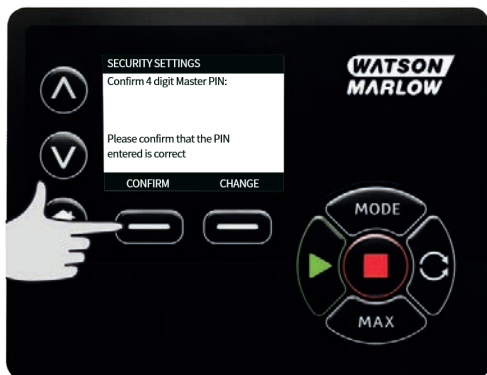 SECURITY SETTINGS
Confirm 4 digit Master PIN:
Please confirm that the PIN
entered is correct
CONFIRM
CHANGE
WATSON
MARLOW
MODE
MAX